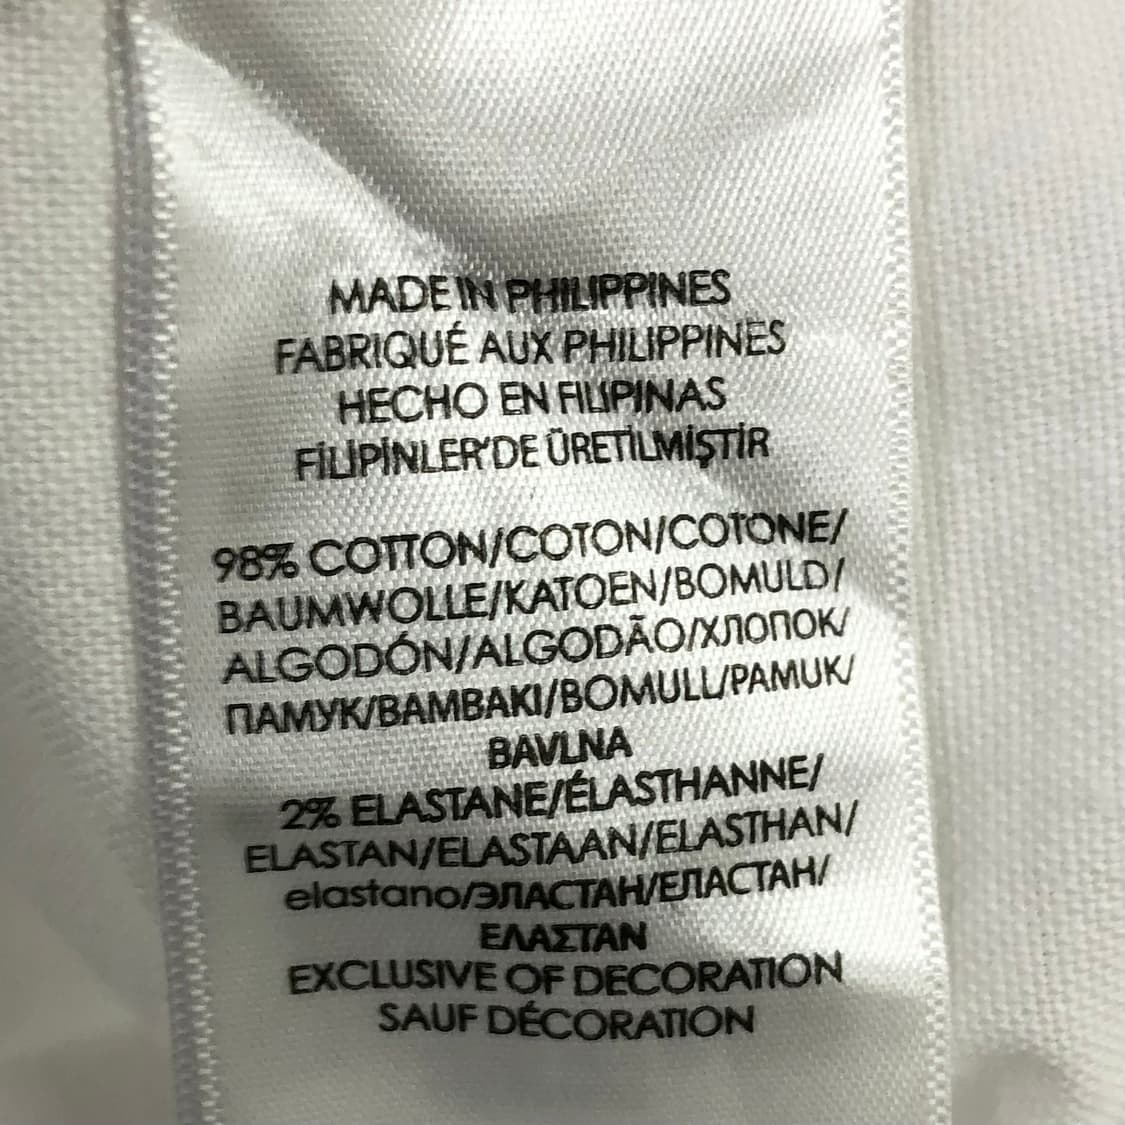 MADE IN PHILIPPINES
FABRIQUÉ AUX PHILIPPINES
HECHO EN FILIPINAS
FİLİPİNLER'DE ÜRETİLMİŞTİR
98% COTTON/COTON/COTONE/
BAUMWOLLE/KATOEN/BOMULD/
ALGODÓN/ALGODÃO/ХЛОПОК/
ПАМУК/BAMBAKI/BOMULL/PAMUK/
BAVLNA
2% ELASTANE/ÉLASTHANNE/
ELASTAN/ELASTAAN/ELASTHAN/
elastano/ЭЛАСТАН/ЕЛАСТАН/
ΕΛΑΣΤΑΝ
EXCLUSIVE OF DECORATION
SAUF DÉCORATION